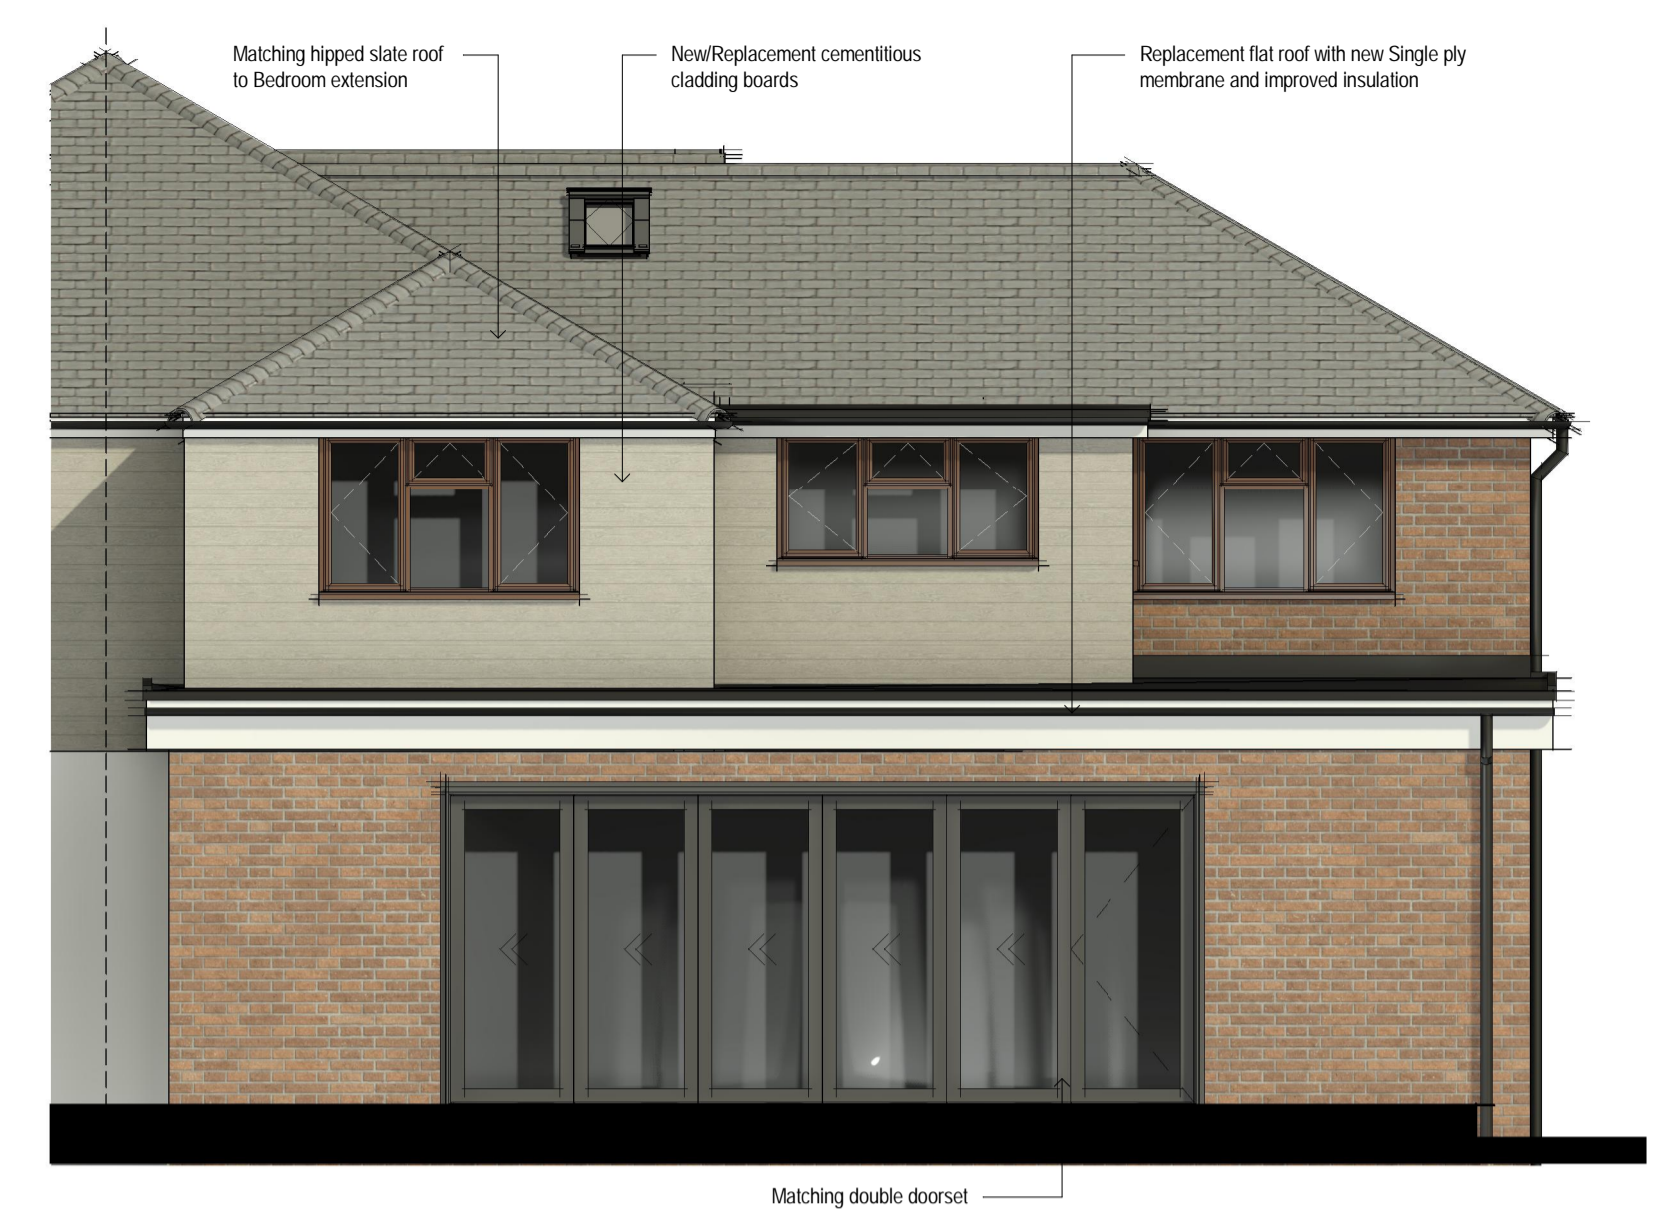 Matching hipped slate roof
to Bedroom extension
New/Replacement cementitious
cladding boards
Replacement flat roof with new Single ply
membrane and improved insulation
Matching double doorset